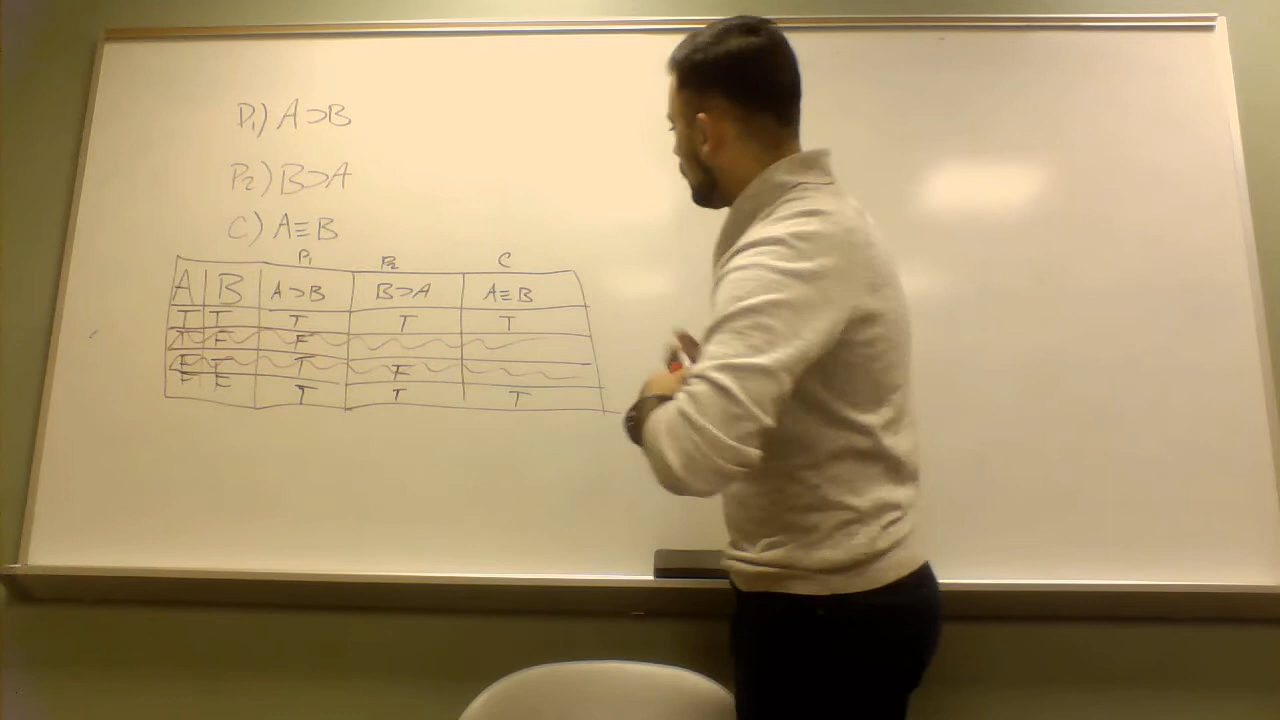 P₁) A⊃B
P₂) B⊃A
C) A≡B
P₁ P₂ C
A B A⊃B B⊃A A≡B
T T T T T
T F F
F T T F
F F T T T